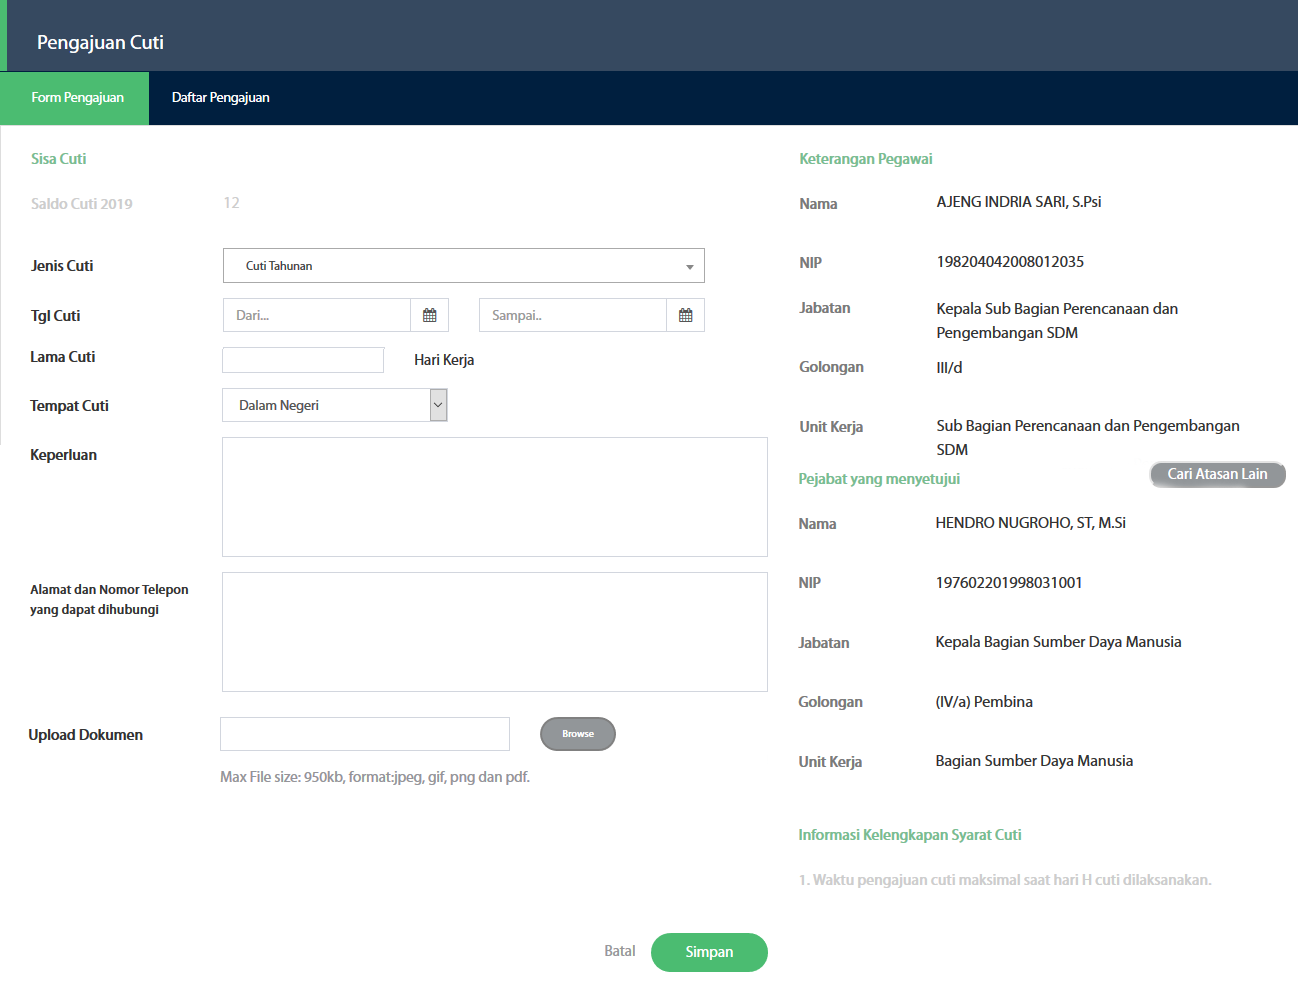 Pengajuan Cuti
Form Pengajuan
Daftar Pengajuan
Sisa Cuti
Saldo Cuti 2019 12
Jenis Cuti Cuti Tahunan
Tgl Cuti Dari... Sampai..
Lama Cuti Hari Kerja
Tempat Cuti Dalam Negeri
Keperluan
Alamat dan Nomor Telepon
yang dapat dihubungi
Upload Dokumen Browse
Max File size: 950kb, format:jpeg, gif, png dan pdf.
Keterangan Pegawai
Nama AJENG INDRIA SARI, S.Psi
NIP 198204042008012035
Jabatan Kepala Sub Bagian Perencanaan dan
Pengembangan SDM
Golongan III/d
Unit Kerja Sub Bagian Perencanaan dan Pengembangan
SDM
Pejabat yang menyetujui Cari Atasan Lain
Nama HENDRO NUGROHO, ST, M.Si
NIP 197602201998031001
Jabatan Kepala Bagian Sumber Daya Manusia
Golongan (IV/a) Pembina
Unit Kerja Bagian Sumber Daya Manusia
Informasi Kelengkapan Syarat Cuti
1. Waktu pengajuan cuti maksimal saat hari H cuti dilaksanakan.
Batal Simpan